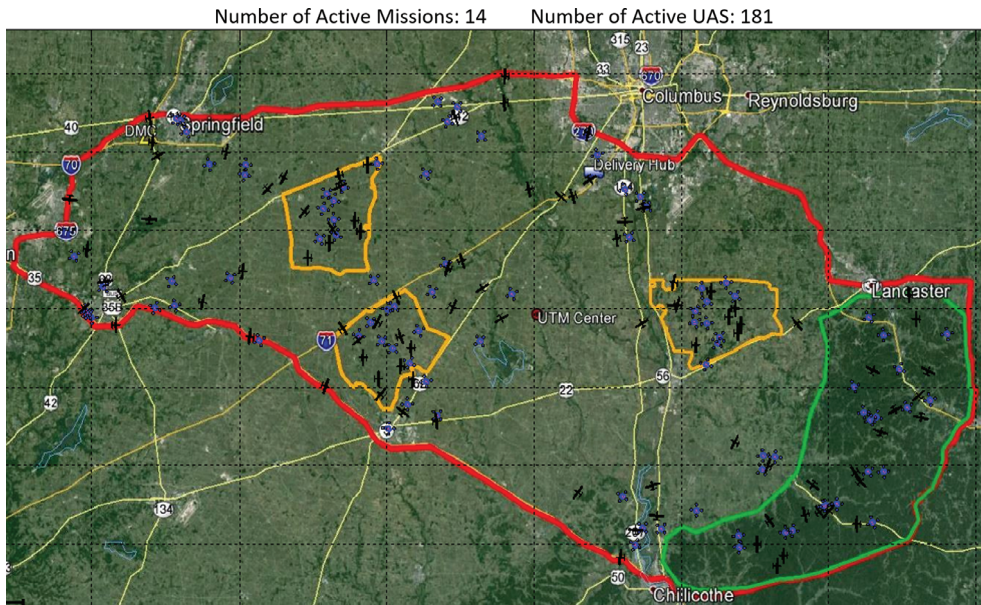 Number of Active Missions: 14 Number of Active UAS: 181
315
23
33
670
Columbus
Reynoldsburg
40
DMC
Springfield
70
Delivery Hub
675
35
Lancaster
UTM Center
71
56
22
42
134
50
Chillicothe